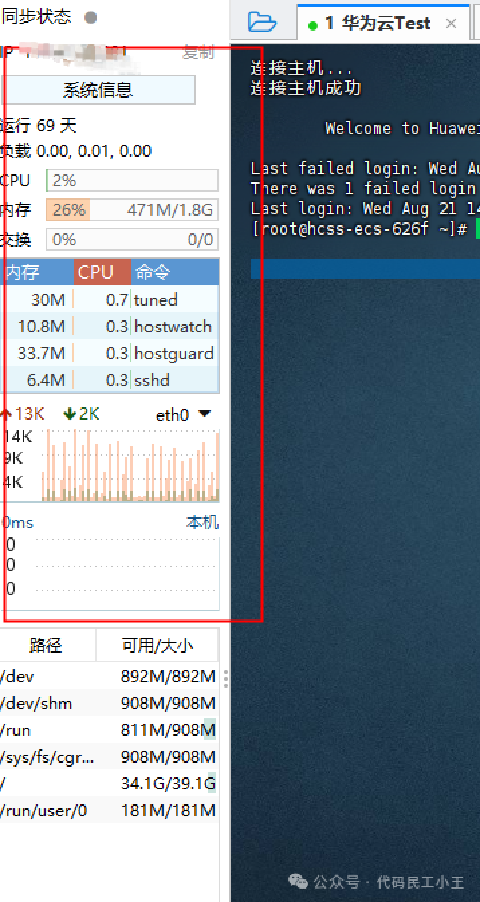 同步状态
1 华为云Test
复制
系统信息
运行 69 天
负载 0.00, 0.01, 0.00
CPU 2%
内存 26% 471M/1.8G
交换 0% 0/0
内存 CPU 命令
30M 0.7 tuned
10.8M 0.3 hostwatch
33.7M 0.3 hostguard
6.4M 0.3 sshd
13K 2K eth0
14K
9K
4K
0ms 本机
0
0
0
路径 可用/大小
/dev 892M/892M
/dev/shm 908M/908M
/run 811M/908M
/sys/fs/cgr... 908M/908M
/ 34.1G/39.1G
/run/user/0 181M/181M
连接主机...
连接主机成功
Welcome to Huawei
Last failed login: Wed Au
There was 1 failed login
Last login: Wed Aug 21 14
[root@hcss-ecs-626f ~]#
公众号 · 代码民工小王